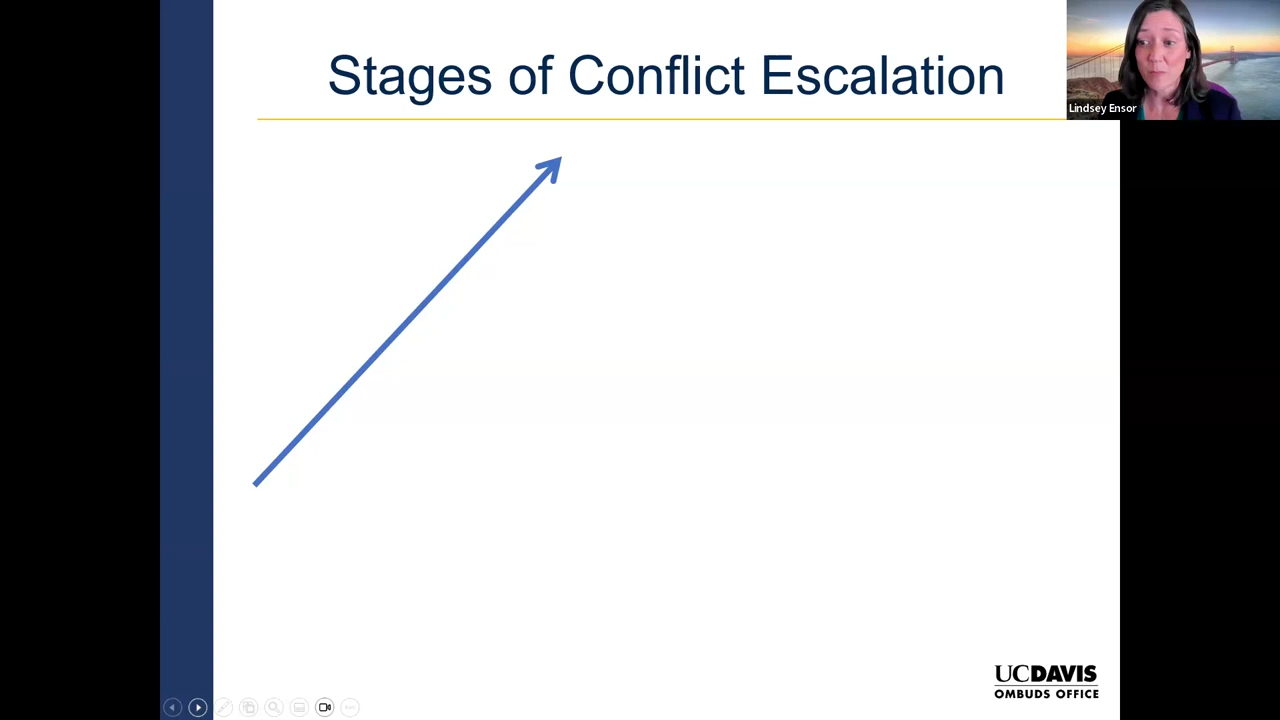 Stages of Conflict Escalation
Lindsey Ensor
UCDAVIS
OMBUDS OFFICE